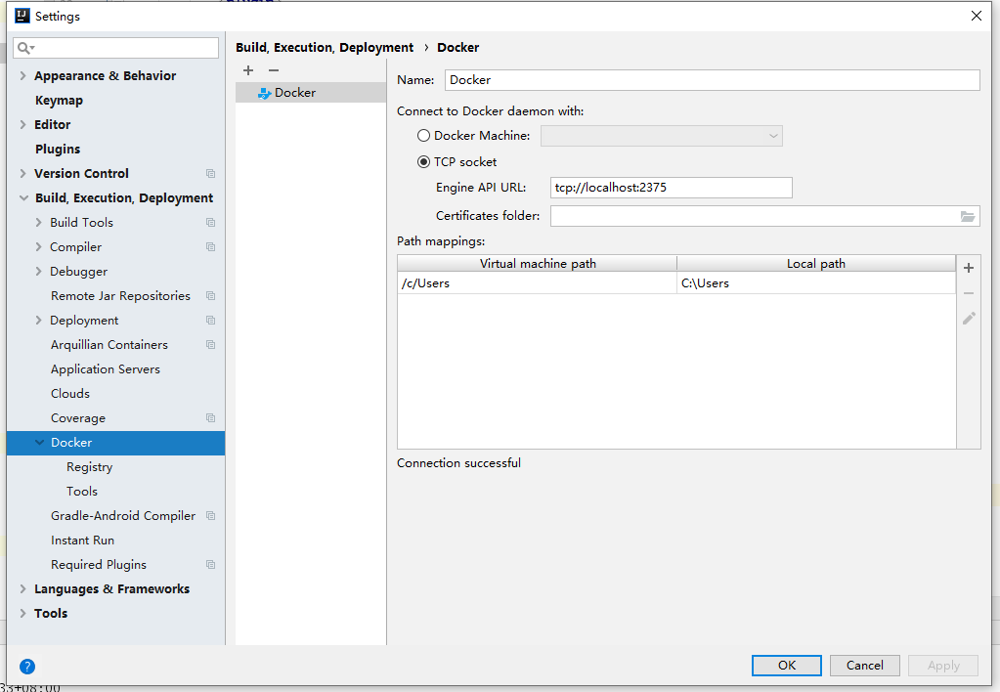 Settings
Appearance & Behavior
Keymap
Editor
Plugins
Version Control
Build, Execution, Deployment
Build Tools
Compiler
Debugger
Remote Jar Repositories
Deployment
Arquillian Containers
Application Servers
Clouds
Coverage
Docker
Registry
Tools
Gradle-Android Compiler
Instant Run
Required Plugins
Languages & Frameworks
Tools
Build, Execution, Deployment › Docker
Docker
Name: Docker
Connect to Docker daemon with:
Docker Machine:
TCP socket
Engine API URL: tcp://localhost:2375
Certificates folder:
Path mappings:
Virtual machine path Local path
/c/Users C:\Users
Connection successful
OK Cancel Apply
33+08:00